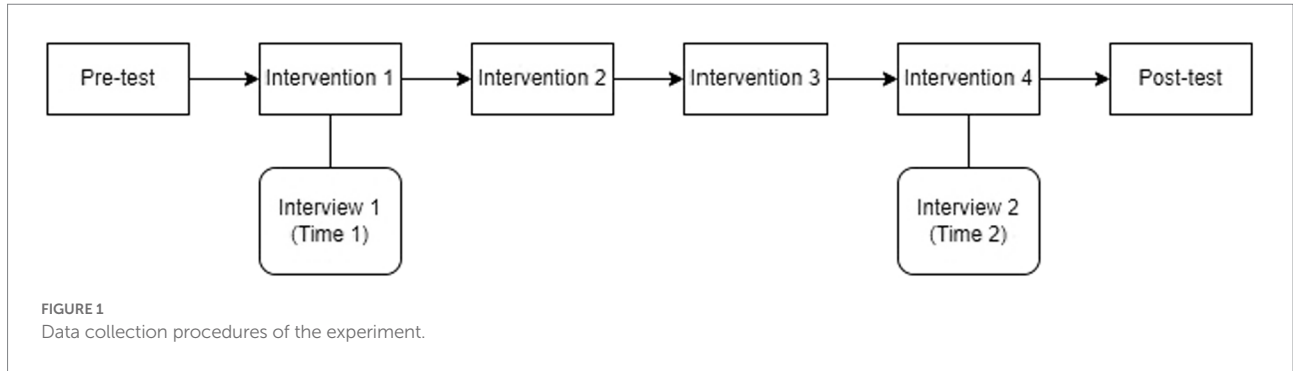 Pre-test
Intervention 1
Intervention 2
Intervention 3
Intervention 4
Post-test
Interview 1
(Time 1)
Interview 2
(Time 2)
FIGURE 1
Data collection procedures of the experiment.